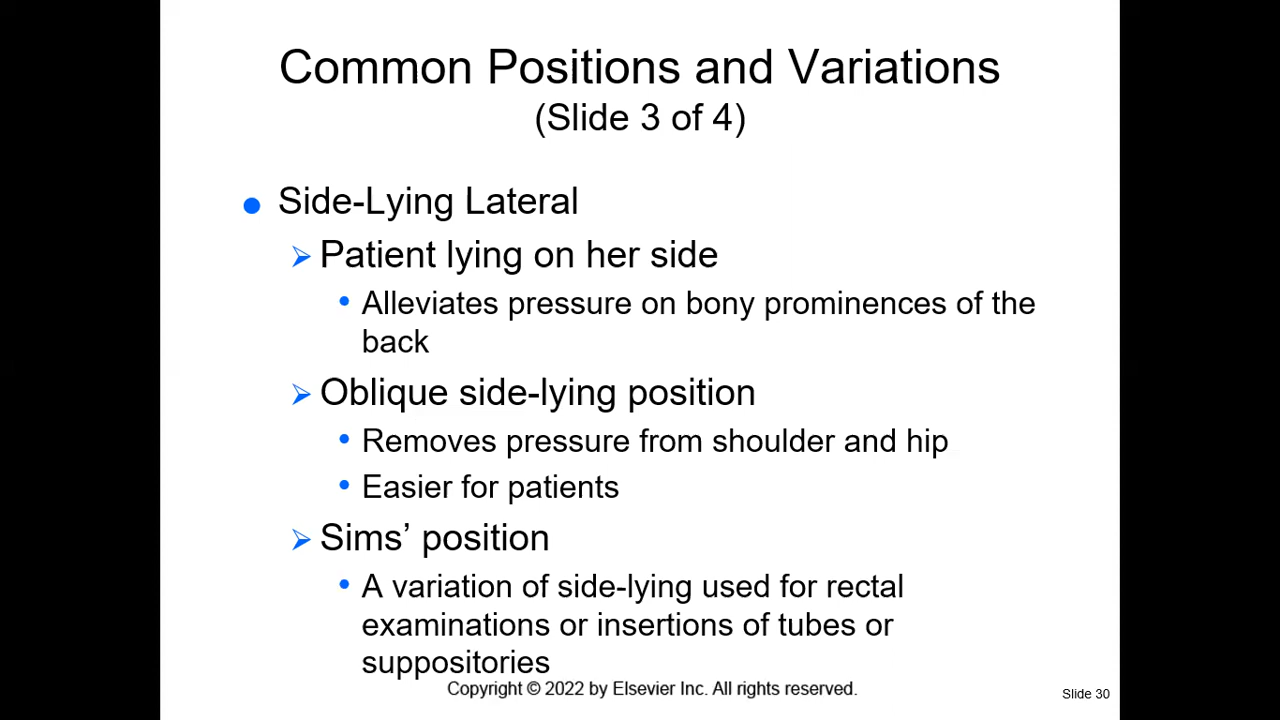 Common Positions and Variations
(Slide 3 of 4)
Side-Lying Lateral
Patient lying on her side
Alleviates pressure on bony prominences of the
back
Oblique side-lying position
Removes pressure from shoulder and hip
Easier for patients
Sims’ position
A variation of side-lying used for rectal
examinations or insertions of tubes or
suppositories
Copyright © 2022 by Elsevier Inc. All rights reserved.
Slide 30